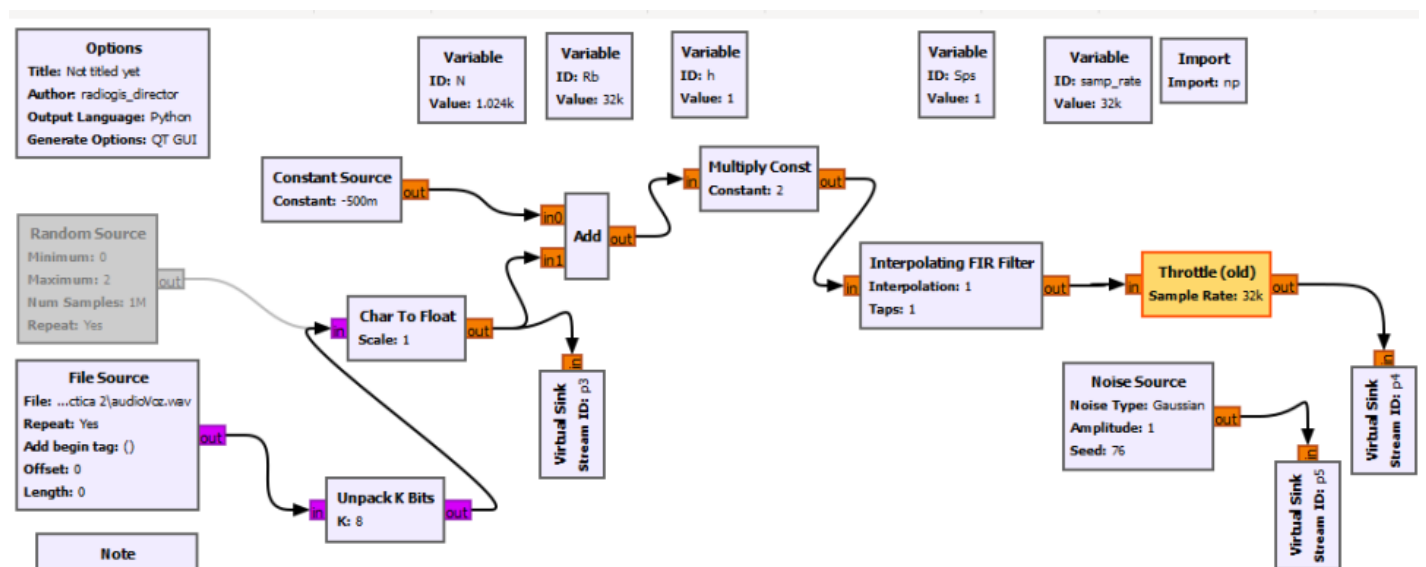 Options
Title: Not titled yet
Author: radiogis_director
Output Language: Python
Generate Options: QT GUI
Variable
ID: N
Value: 1.024k
Variable
ID: Rb
Value: 32k
Variable
ID: h
Value: 1
Variable
ID: Sps
Value: 1
Variable
ID: samp_rate
Value: 32k
Import
Import: np
Constant Source
Constant: -500m
out
in0
in1
Add
out
in
Multiply Const
Constant: 2
out
Random Source
Minimum: 0
Maximum: 2
Num Samples: 1M
Repeat: Yes
out
in
Char To Float
Scale: 1
out
in
Virtual Sink
Stream ID: p3
in
Interpolating FIR Filter
Interpolation: 1
Taps: 1
out
in
Throttle (old)
Sample Rate: 32k
out
in
Virtual Sink
Stream ID: p4
File Source
File: ...ctica 2\audioVoz.wav
Repeat: Yes
Add begin tag: ()
Offset: 0
Length: 0
out
in
Unpack K Bits
K: 8
out
Noise Source
Noise Type: Gaussian
Amplitude: 1
Seed: 76
out
in
Virtual Sink
Stream ID: p5
Note